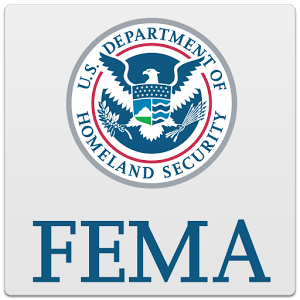 U.S. DEPARTMENT OF
HOMELAND SECURITY
FEMA